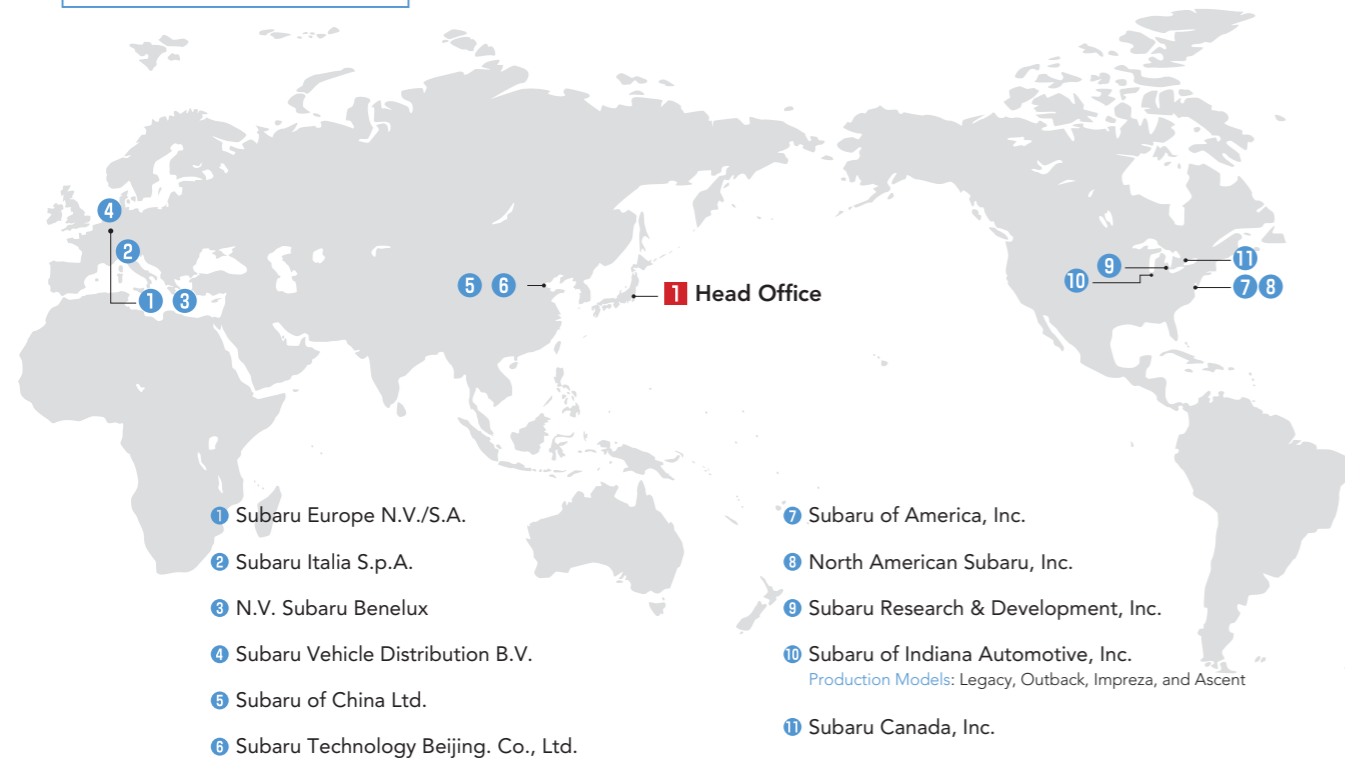 4
2
1 3
5 6
1 Head Office
9
10
11
7 8
1 Subaru Europe N.V./S.A.
2 Subaru Italia S.p.A.
3 N.V. Subaru Benelux
4 Subaru Vehicle Distribution B.V.
5 Subaru of China Ltd.
6 Subaru Technology Beijing. Co., Ltd.
7 Subaru of America, Inc.
8 North American Subaru, Inc.
9 Subaru Research & Development, Inc.
10 Subaru of Indiana Automotive, Inc.
Production Models: Legacy, Outback, Impreza, and Ascent
11 Subaru Canada, Inc.